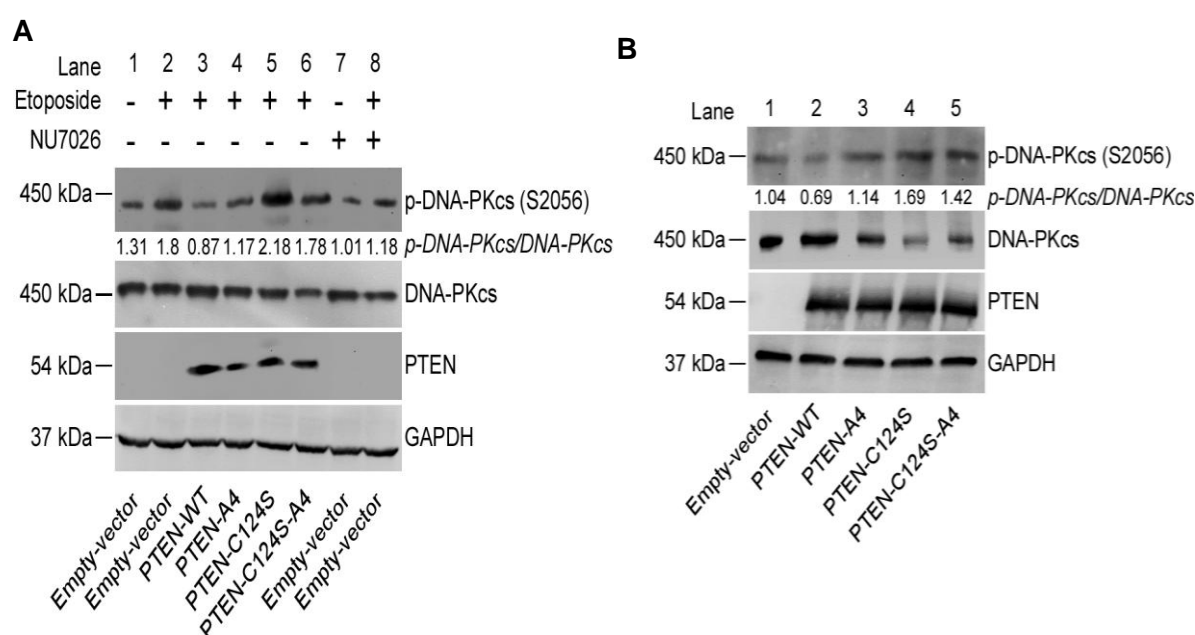 A
Lane 1 2 3 4 5 6 7 8
Etoposide - + + + + + - +
NU7026 - - - - - - + +
450 kDa p-DNA-PKcs (S2056)
1.31 1.8 0.87 1.17 2.18 1.78 1.01 1.18 p-DNA-PKcs/DNA-PKcs
450 kDa DNA-PKcs
54 kDa PTEN
37 kDa GAPDH
Empty-vector
Empty-vector
PTEN-WT
PTEN-A4
PTEN-C124S
PTEN-C124S-A4
Empty-vector
Empty-vector
B
Lane 1 2 3 4 5
450 kDa p-DNA-PKcs (S2056)
1.04 0.69 1.14 1.69 1.42 p-DNA-PKcs/DNA-PKcs
450 kDa DNA-PKcs
54 kDa PTEN
37 kDa GAPDH
Empty-vector
PTEN-WT
PTEN-A4
PTEN-C124S
PTEN-C124S-A4